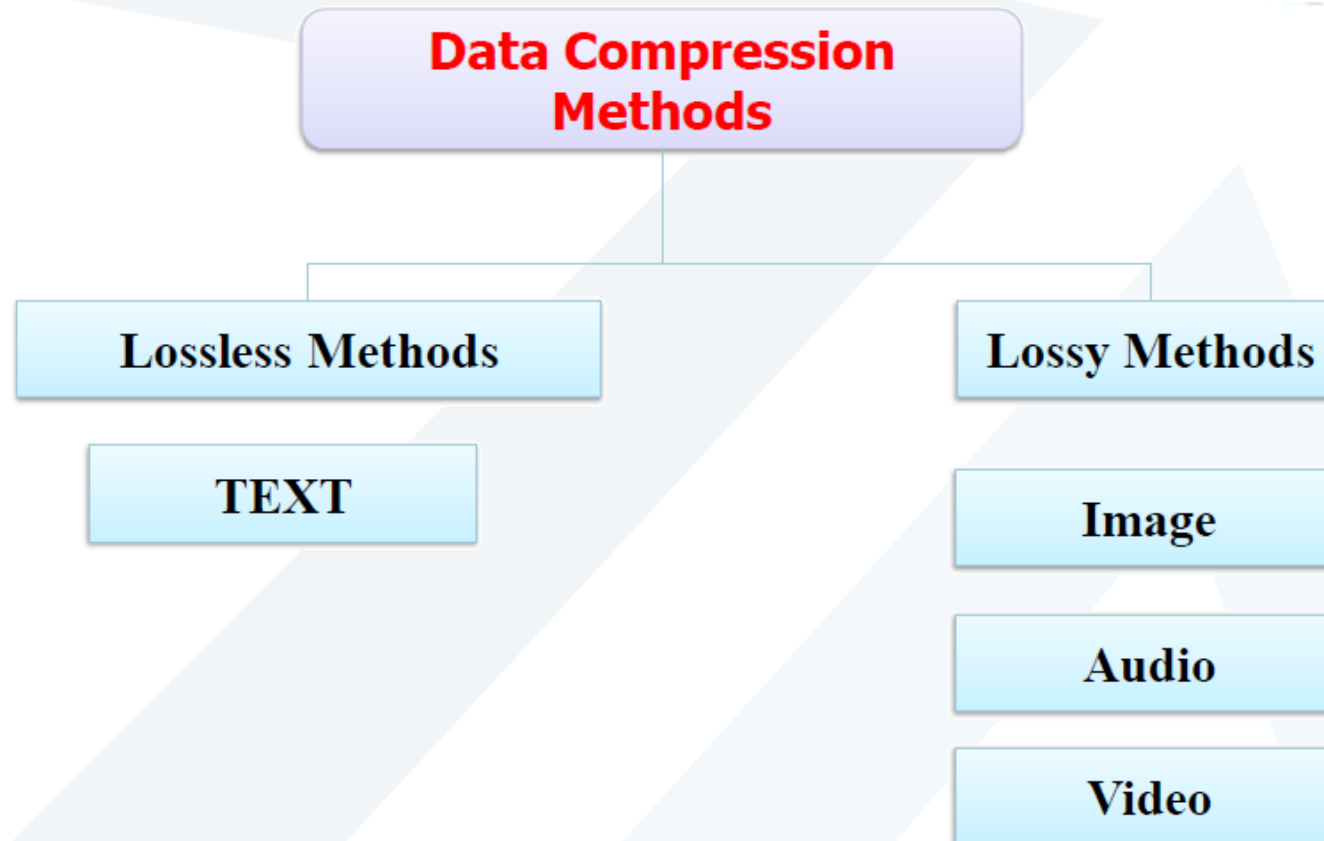 Data Compression
Methods
Lossless Methods
Lossy Methods
TEXT
Image
Audio
Video